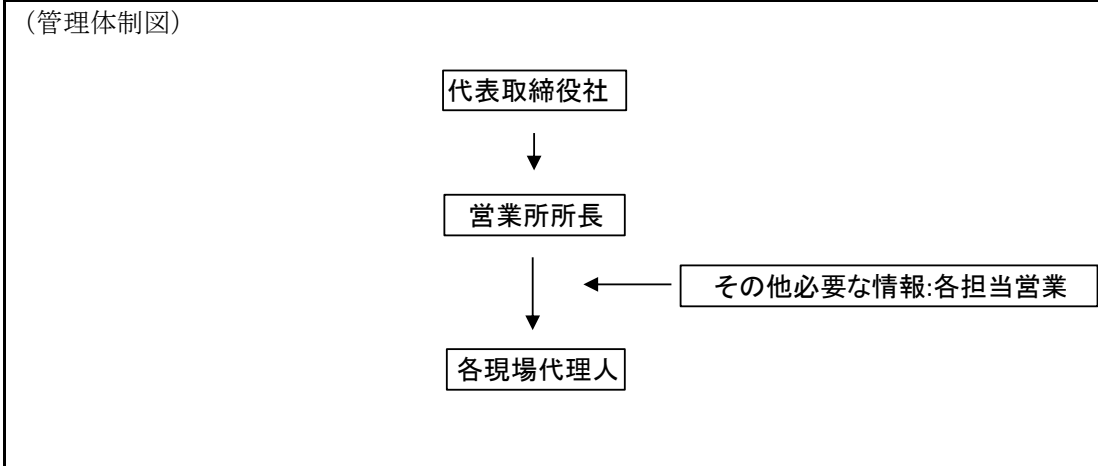 （管理体制図）
代表取締役社
営業所所長
その他必要な情報:各担当営業
各現場代理人